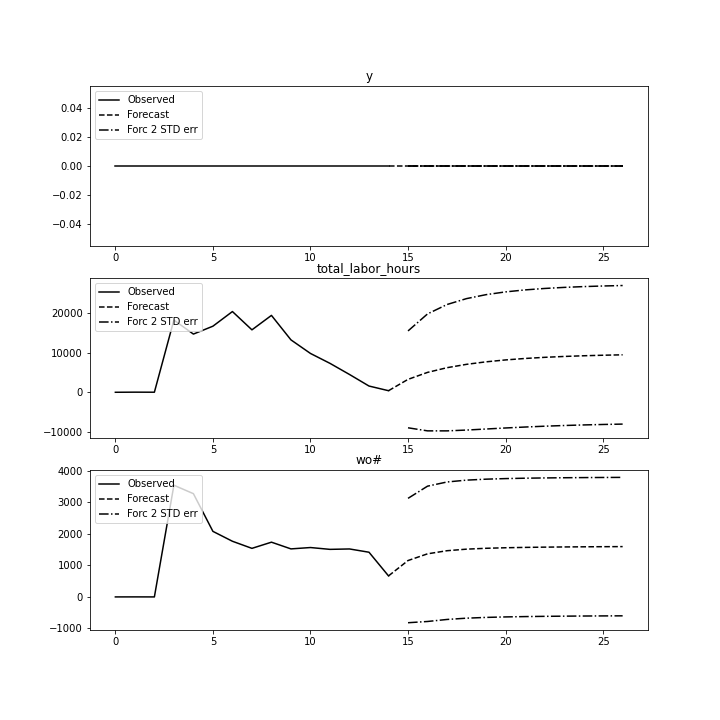 y
Observed
Forecast
Forc 2 STD err
0.04
0.02
0.00
−0.02
−0.04
0 5 10 15 20 25
total_labor_hours
Observed
Forecast
Forc 2 STD err
20000
10000
0
−10000
0 5 10 15 20 25
wo#
Observed
Forecast
Forc 2 STD err
4000
3000
2000
1000
0
−1000
0 5 10 15 20 25